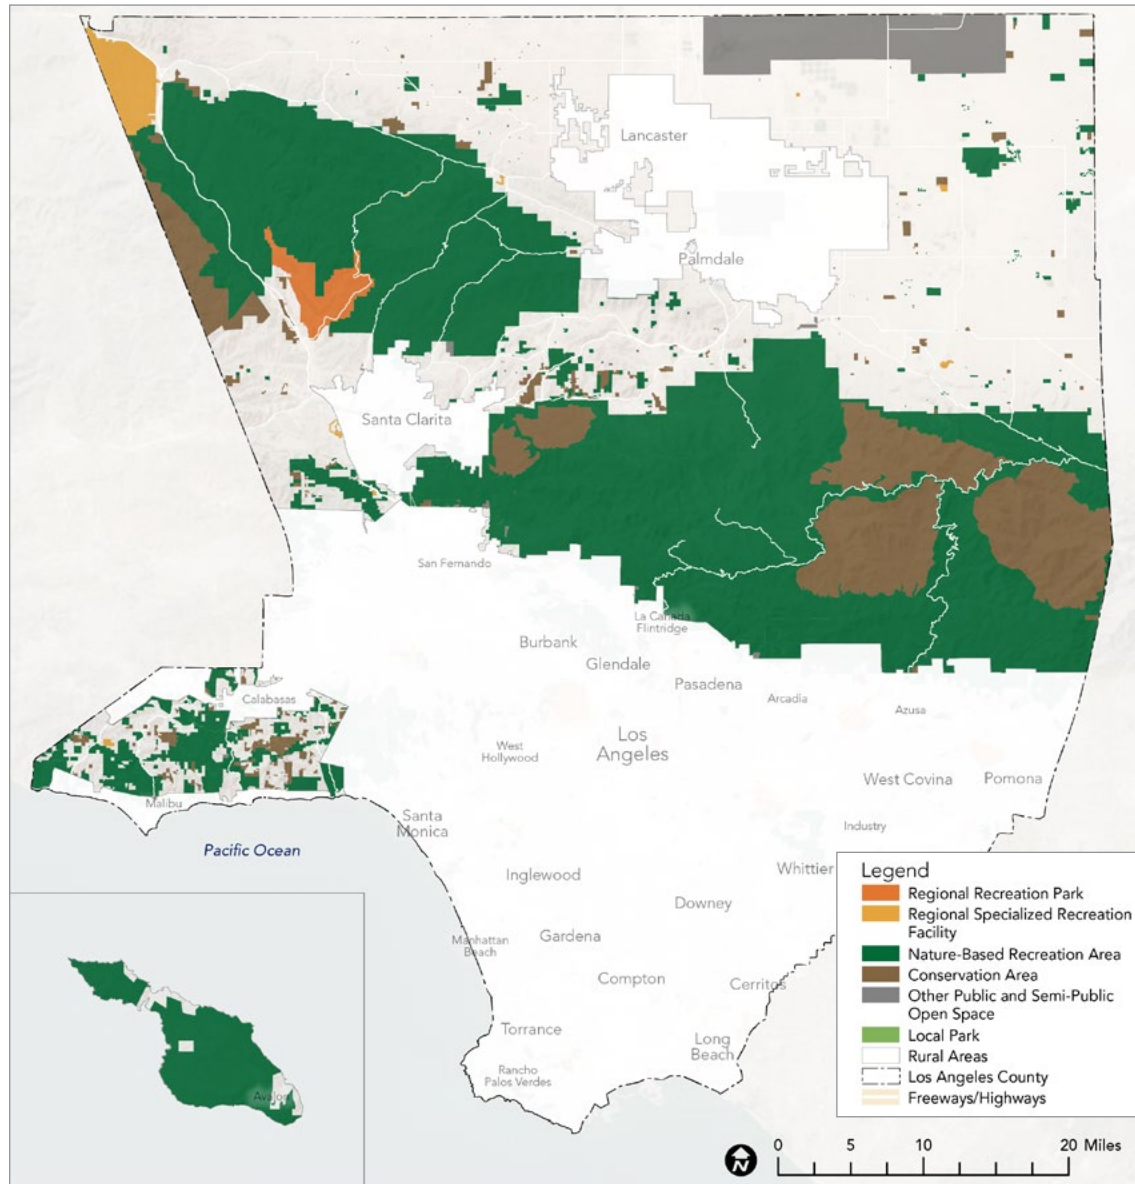 Lancaster
Palmdale
Santa Clarita
San Fernando
La Cañada
Flintridge
Burbank
Glendale
Pasadena
Arcadia
Azusa
Calabasas
Los
Angeles
West
Hollywood
West Covina
Pomona
Malibu
Santa
Monica
Industry
Pacific Ocean
Inglewood
Whittier
Downey
Manhattan
Beach
Gardena
Compton
Cerritos
Torrance
Long
Beach
Rancho
Palos Verdes
Avalon
Legend
Regional Recreation Park
Regional Specialized Recreation
Facility
Nature-Based Recreation Area
Conservation Area
Other Public and Semi-Public
Open Space
Local Park
Rural Areas
Los Angeles County
Freeways/Highways
N
0 5 10 20 Miles